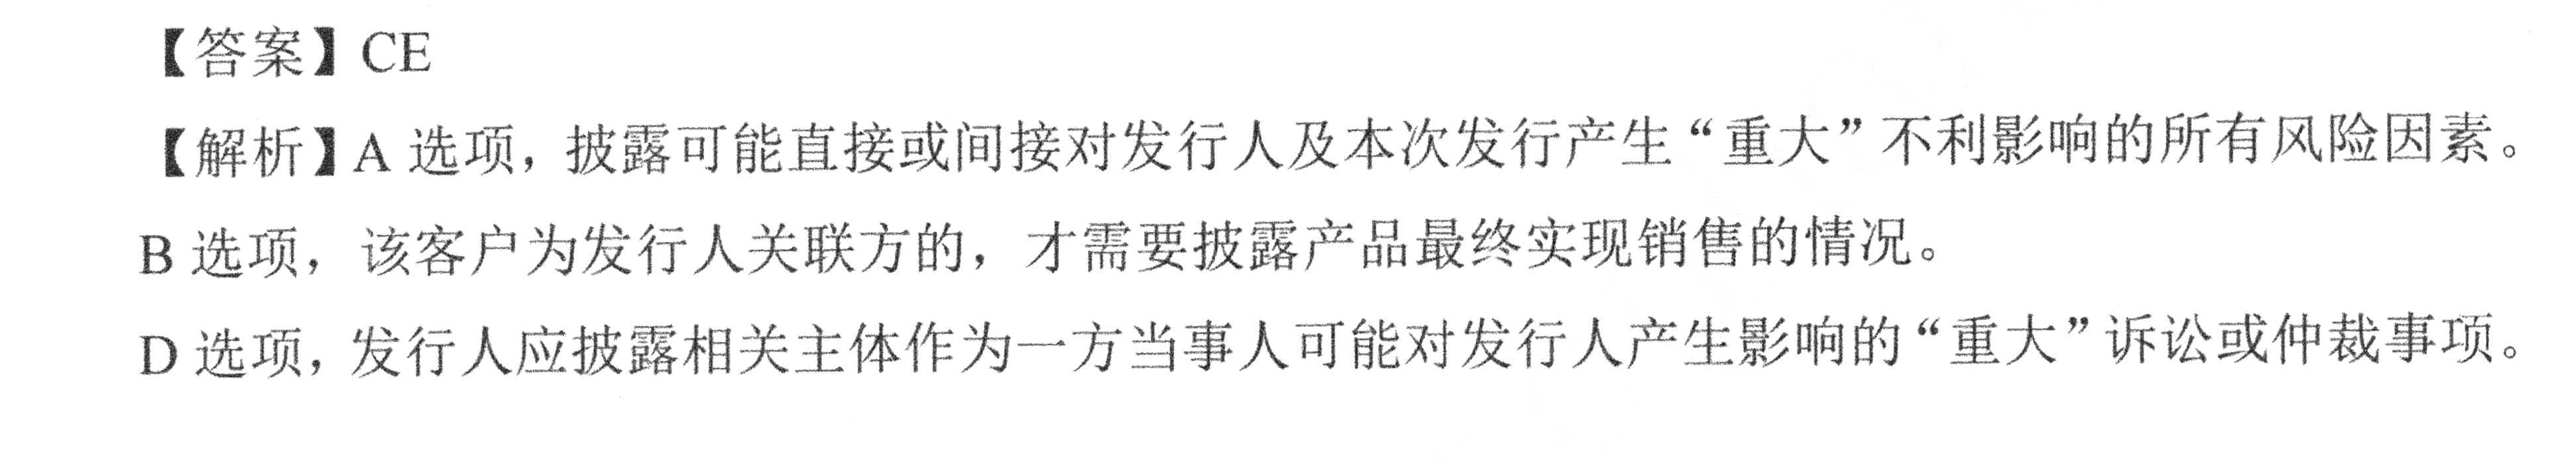 【答案】CE
【解析】A 选项，披露可能直接或间接对发行人及本次发行产生“重大”不利影响的所有风险因素。
B 选项，该客户为发行人关联方的，才需要披露产品最终实现销售的情况。
D 选项，发行人应披露相关主体作为一方当事人可能对发行人产生影响的“重大”诉讼或仲裁事项。